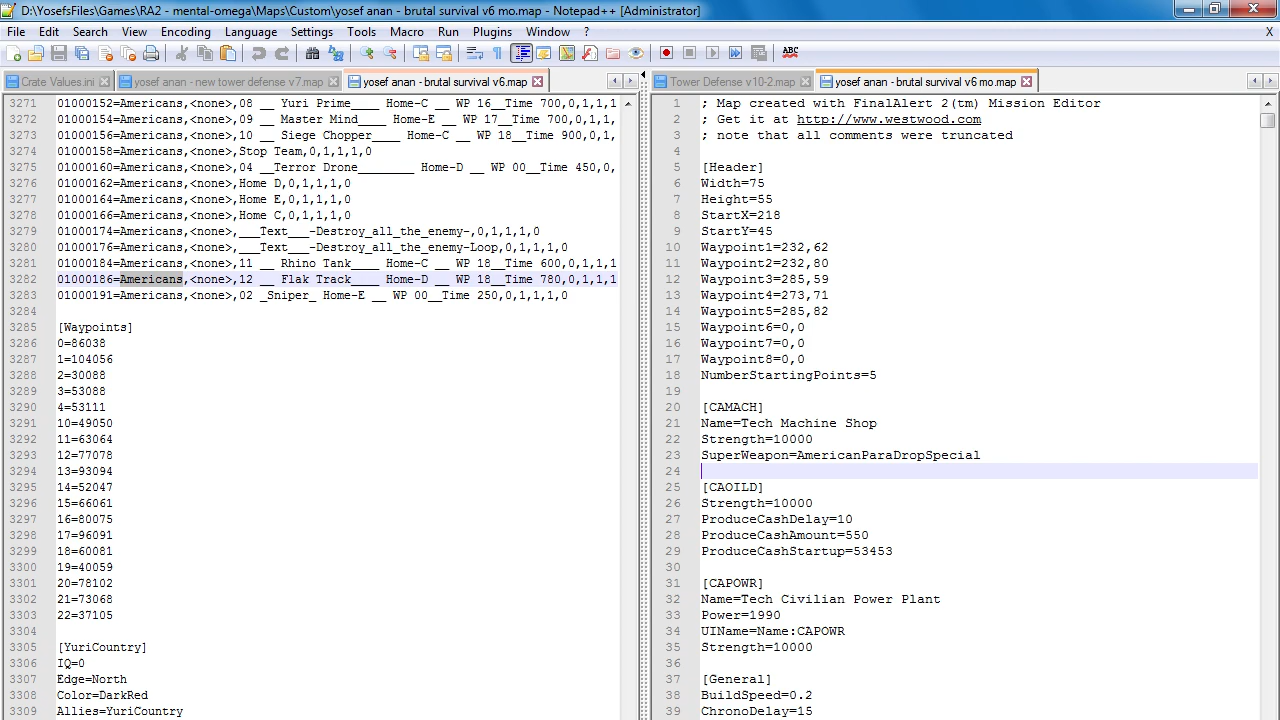 D:\YosefsFiles\Games\RA2 - mental-omega\Maps\Custom\yosef anan - brutal survival v6 mo.map - Notepad++ [Administrator]
File Edit Search View Encoding Language Settings Tools Macro Run Plugins Window ? X
ABC
Crate Values.ini yosef anan - new tower defense v7.map yosef anan - brutal survival v6.map
3271 01000152=Americans,<none>,08 __ Yuri Prime____ Home-C __ WP 16__Time 700,0,1,1,1
3272 01000154=Americans,<none>,09 __ Master Mind____ Home-E __ WP 17__Time 700,0,1,1,1
3273 01000156=Americans,<none>,10 __ Siege Chopper____ Home-C __ WP 18__Time 900,0,1,
3274 01000158=Americans,<none>,Stop Team,0,1,1,1,0
3275 01000160=Americans,<none>,04 __Terror Drone________ Home-D __ WP 00__Time 450,0,
3276 01000162=Americans,<none>,Home D,0,1,1,1,0
3277 01000164=Americans,<none>,Home E,0,1,1,1,0
3278 01000166=Americans,<none>,Home C,0,1,1,1,0
3279 01000174=Americans,<none>,___Text___-Destroy_all_the_enemy-,0,1,1,1,0
3280 01000176=Americans,<none>,___Text___-Destroy_all_the_enemy-Loop,0,1,1,1,0
3281 01000184=Americans,<none>,11 __ Rhino Tank____ Home-C __ WP 18__Time 600,0,1,1,1
3282 01000186=Americans,<none>,12 __ Flak Track____ Home-D __ WP 18__Time 780,0,1,1,1
3283 01000191=Americans,<none>,02 _Sniper_ Home-E __ WP 00__Time 250,0,1,1,1,0
3284
3285 [Waypoints]
3286 0=86038
3287 1=104056
3288 2=30088
3289 3=53088
3290 4=53111
3291 10=49050
3292 11=63064
3293 12=77078
3294 13=93094
3295 14=52047
3296 15=66061
3297 16=80075
3298 17=96091
3299 18=60081
3300 19=40059
3301 20=78102
3302 21=73068
3303 22=37105
3304
3305 [YuriCountry]
3306 IQ=0
3307 Edge=North
3308 Color=DarkRed
3309 Allies=YuriCountry
Tower Defense v10-2.map yosef anan - brutal survival v6 mo.map
1 ; Map created with FinalAlert 2(tm) Mission Editor
2 ; Get it at http://www.westwood.com
3 ; note that all comments were truncated
4
5 [Header]
6 Width=75
7 Height=55
8 StartX=218
9 StartY=45
10 Waypoint1=232,62
11 Waypoint2=232,80
12 Waypoint3=285,59
13 Waypoint4=273,71
14 Waypoint5=285,82
15 Waypoint6=0,0
16 Waypoint7=0,0
17 Waypoint8=0,0
18 NumberStartingPoints=5
19
20 [CAMACH]
21 Name=Tech Machine Shop
22 Strength=10000
23 SuperWeapon=AmericanParaDropSpecial
24
25 [CAOILD]
26 Strength=10000
27 ProduceCashDelay=10
28 ProduceCashAmount=550
29 ProduceCashStartup=53453
30
31 [CAPOWR]
32 Name=Tech Civilian Power Plant
33 Power=1990
34 UIName=Name:CAPOWR
35 Strength=10000
36
37 [General]
38 BuildSpeed=0.2
39 ChronoDelay=15